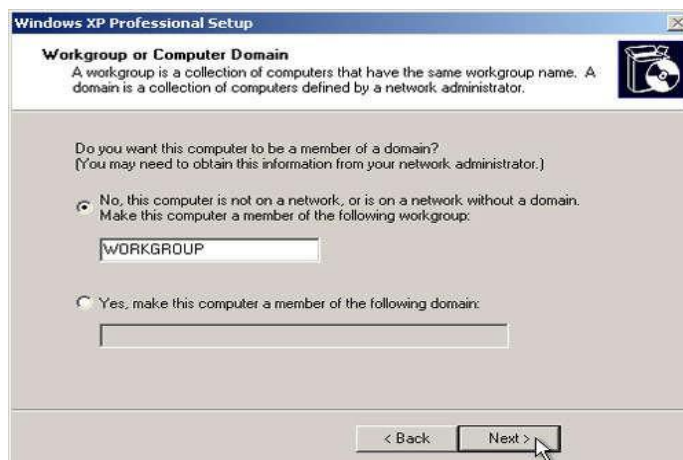 Windows XP Professional Setup
Workgroup or Computer Domain
A workgroup is a collection of computers that have the same workgroup name. A
domain is a collection of computers defined by a network administrator.
Do you want this computer to be a member of a domain?
(You may need to obtain this information from your network administrator.)
No, this computer is not on a network, or is on a network without a domain.
Make this computer a member of the following workgroup:
WORKGROUP
Yes, make this computer a member of the following domain:
< Back Next >